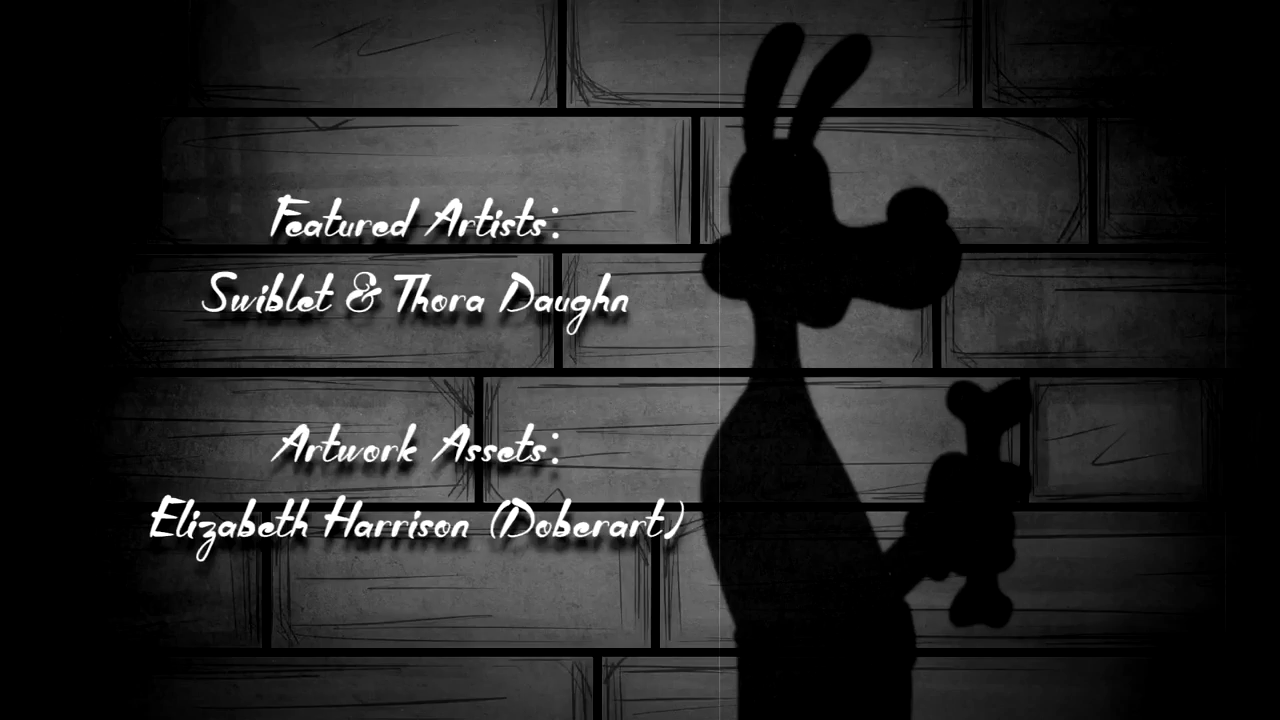 Featured Artists:
Swiblet & Thora Daughn
Artwork Assets:
Elizabeth Harrison (Doberart)